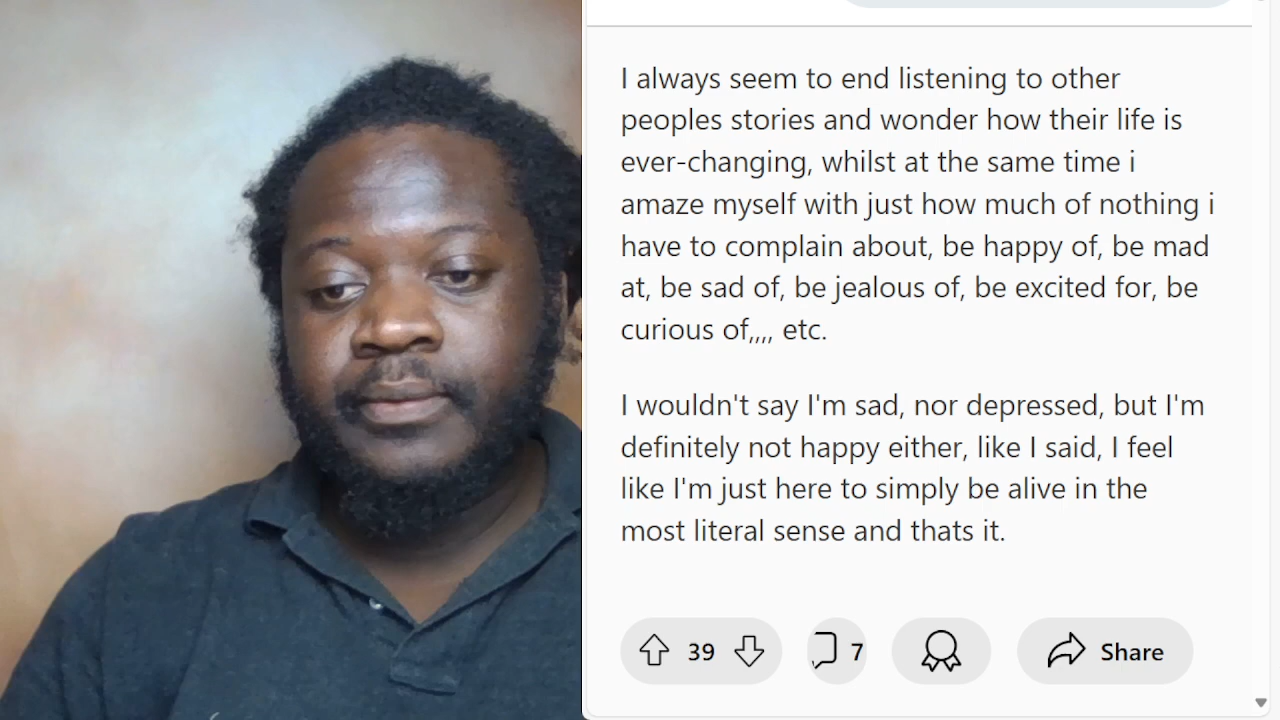 I always seem to end listening to other
peoples stories and wonder how their life is
ever-changing, whilst at the same time i
amaze myself with just how much of nothing i
have to complain about, be happy of, be mad
at, be sad of, be jealous of, be excited for, be
curious of,,,, etc.
I wouldn't say I'm sad, nor depressed, but I'm
definitely not happy either, like I said, I feel
like I'm just here to simply be alive in the
most literal sense and thats it.
39
7
Share